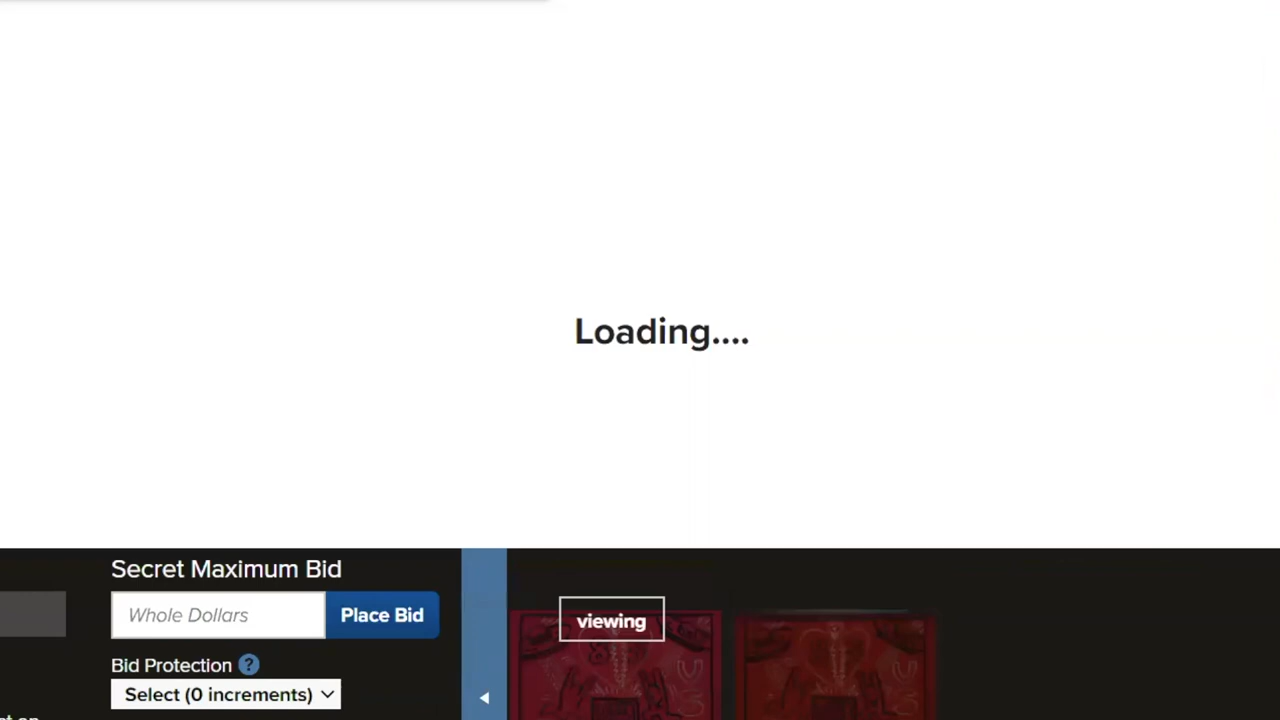 Loading....
Secret Maximum Bid
Whole Dollars
Place Bid
viewing
Bid Protection ?
Select (0 increments)